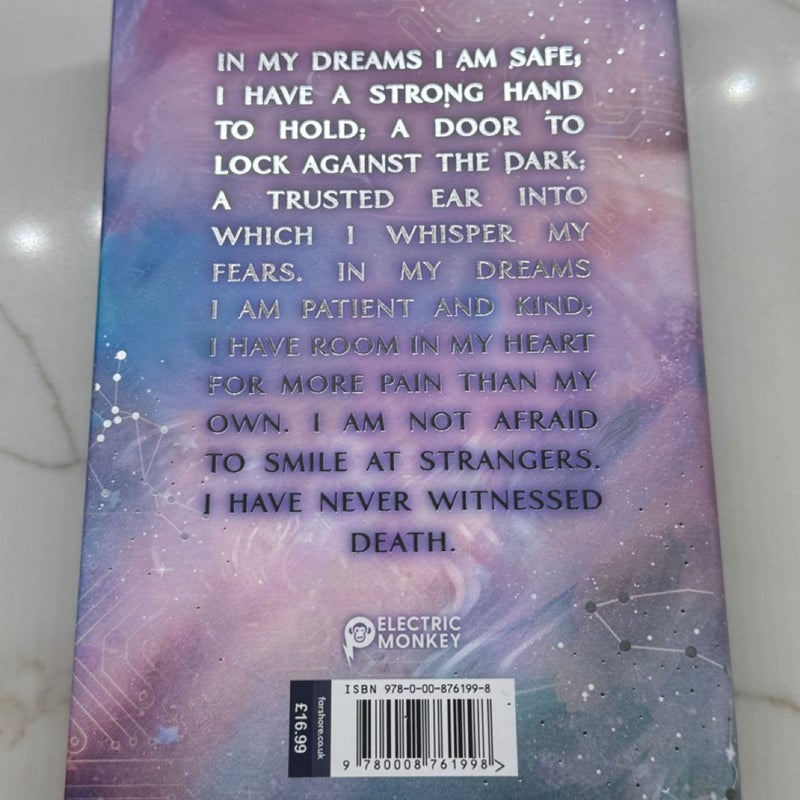 IN MY DREAMS I AM SAFE;
I HAVE A STRONG HAND
TO HOLD; A DOOR TO
LOCK AGAINST THE DARK;
A TRUSTED EAR INTO
WHICH I WHISPER MY
FEARS. IN MY DREAMS
I AM PATIENT AND KIND;
I HAVE ROOM IN MY HEART
FOR MORE PAIN THAN MY
OWN. I AM NOT AFRAID
TO SMILE AT STRANGERS.
I HAVE NEVER WITNESSED
DEATH.
ELECTRIC
MONKEY
ISBN 978-0-00-876199-8
farshore.co.uk
£16.99
9 780008 761998 >